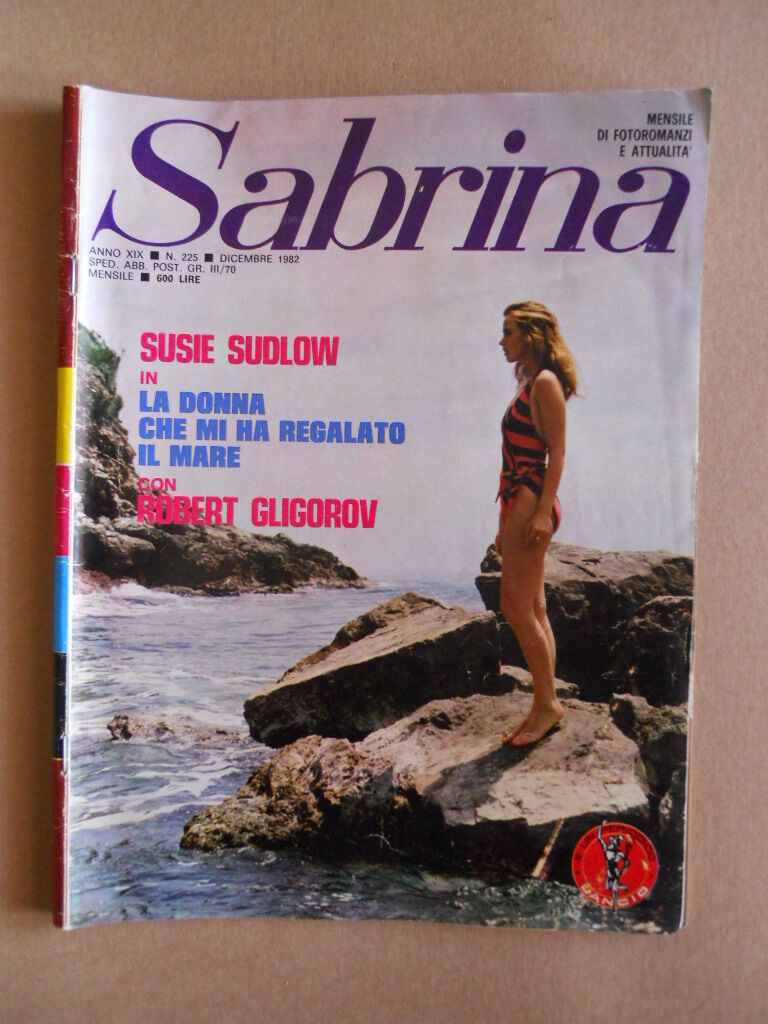 Sabrina
MENSILE
DI FOTOROMANZI
E ATTUALITA'
ANNO XIX ■ N. 225 ■ DICEMBRE 1982
SPED. ABB. POST. GR. III/70
MENSILE ■ 600 LIRE
SUSIE SUDLOW
IN
LA DONNA
CHE MI HA REGALATO
IL MARE
CON
ROBERT GLIGOROV
LANCIO